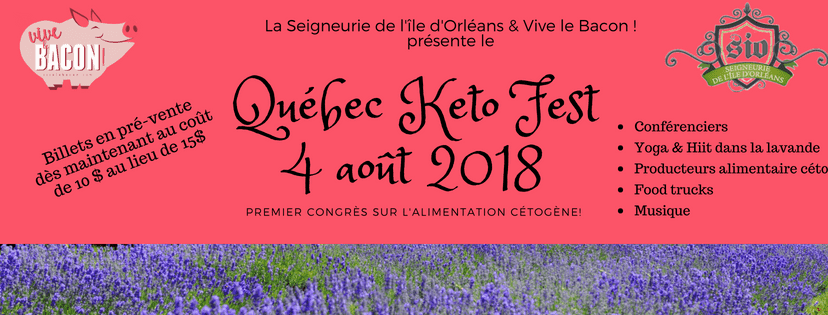 La Seigneurie de l'île d'Orléans & Vive le Bacon !
présente le
vive
BACON!
sio
SEIGNEURIE
DE L'ÎLE D'ORLÉANS
Québec Keto Fest
4 août 2018
PREMIER CONGRÈS SUR L'ALIMENTATION CÉTOGÈNE!
Billets en pré-vente
dès maintenant au coût
de 10 $ au lieu de 15$
• Conférenciers
• Yoga & Hiit dans la lavande
• Producteurs alimentaire céto
• Food trucks
• Musique